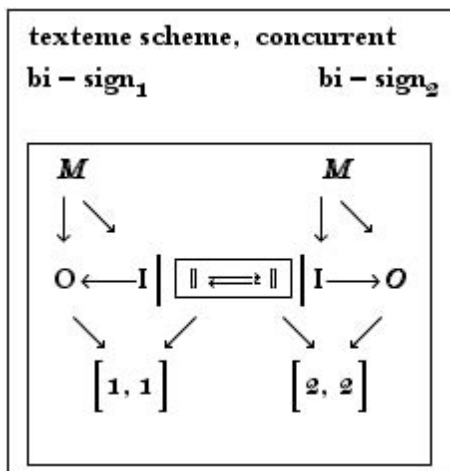 texteme scheme, concurrent
bi – sign₁ bi – sign₂
M M
O ← I | 𝕀 ⇌ 𝕀 | I → O
[1, 1] [2, 2]